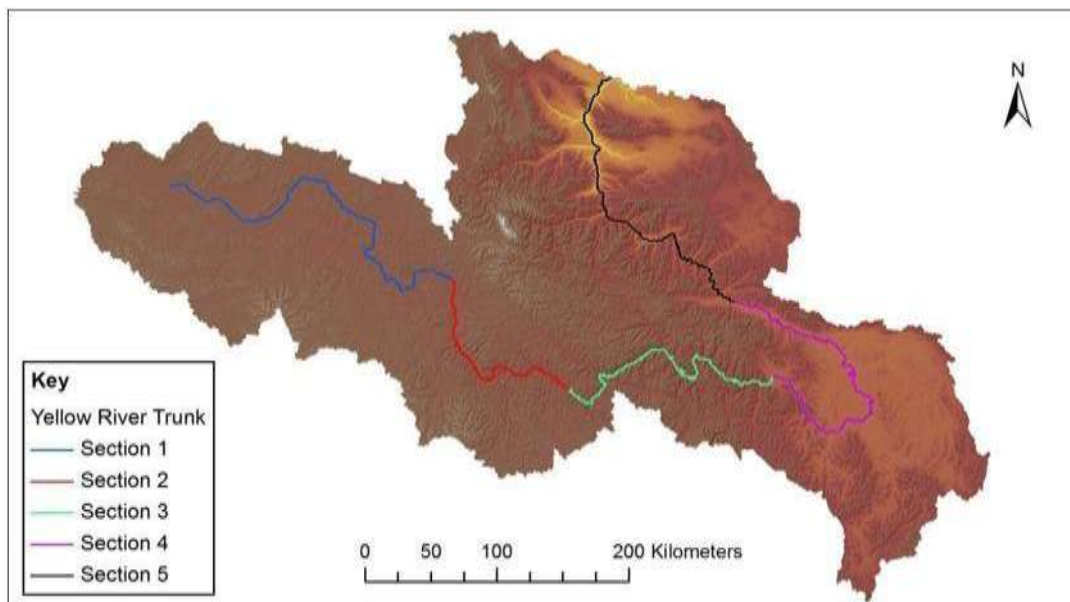 N
Key
Yellow River Trunk
Section 1
Section 2
Section 3
Section 4
Section 5
0 50 100 200 Kilometers